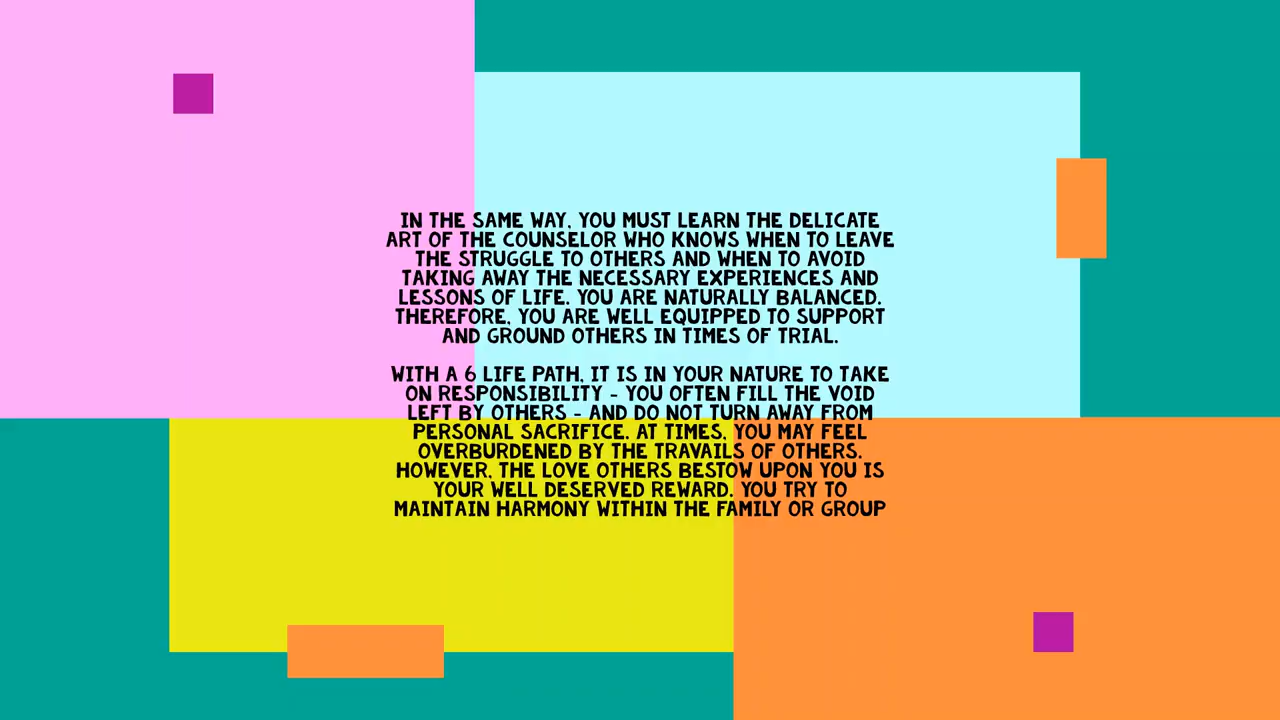 IN THE SAME WAY, YOU MUST LEARN THE DELICATE
ART OF THE COUNSELOR WHO KNOWS WHEN TO LEAVE
THE STRUGGLE TO OTHERS AND WHEN TO AVOID
TAKING AWAY THE NECESSARY EXPERIENCES AND
LESSONS OF LIFE. YOU ARE NATURALLY BALANCED.
THEREFORE, YOU ARE WELL EQUIPPED TO SUPPORT
AND GROUND OTHERS IN TIMES OF TRIAL.
WITH A 6 LIFE PATH, IT IS IN YOUR NATURE TO TAKE
ON RESPONSIBILITY - YOU OFTEN FILL THE VOID
LEFT BY OTHERS - AND DO NOT TURN AWAY FROM
PERSONAL SACRIFICE. AT TIMES, YOU MAY FEEL
OVERBURDENED BY THE TRAVAILS OF OTHERS.
HOWEVER, THE LOVE OTHERS BESTOW UPON YOU IS
YOUR WELL DESERVED REWARD. YOU TRY TO
MAINTAIN HARMONY WITHIN THE FAMILY OR GROUP